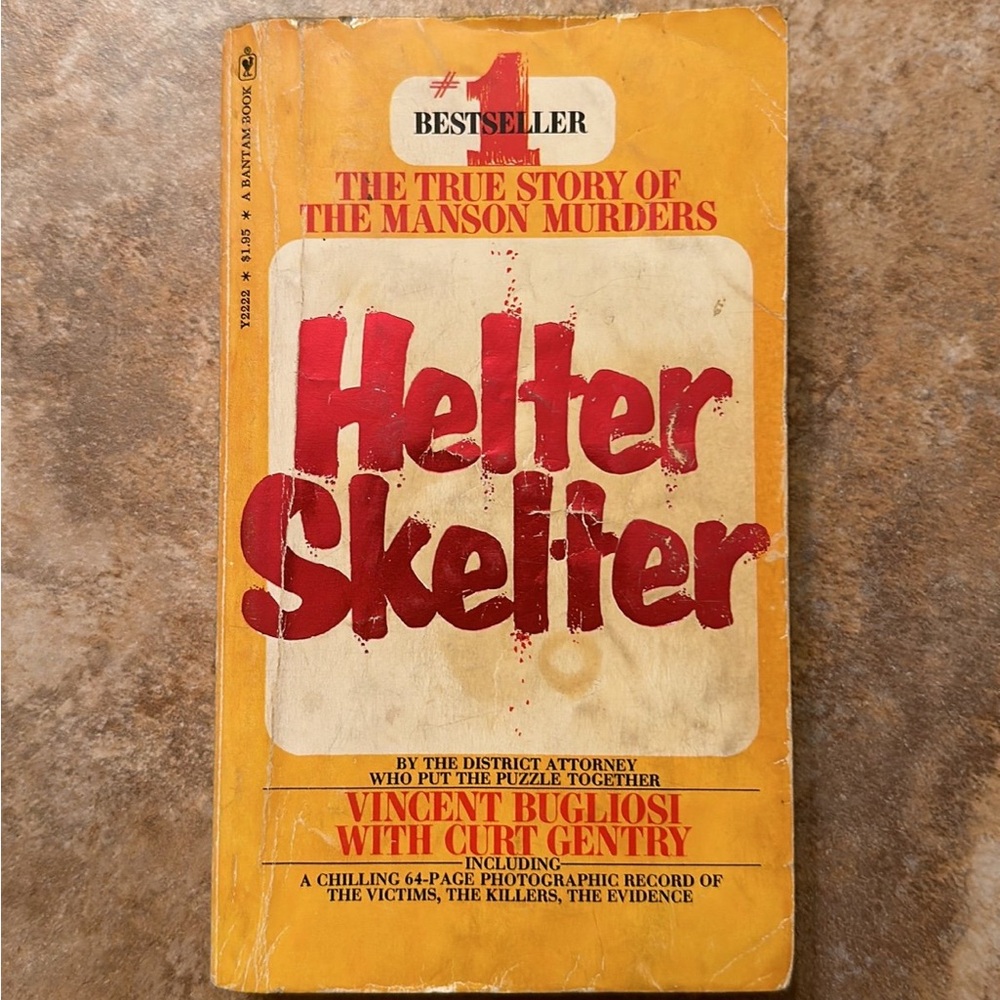 Y2222 * $1.95 * A BANTAM BOOK
#1
BESTSELLER
THE TRUE STORY OF
THE MANSON MURDERS
Helter
Skelter
BY THE DISTRICT ATTORNEY
WHO PUT THE PUZZLE TOGETHER
VINCENT BUGLIOSI
WITH CURT GENTRY
INCLUDING
A CHILLING 64-PAGE PHOTOGRAPHIC RECORD OF
THE VICTIMS, THE KILLERS, THE EVIDENCE